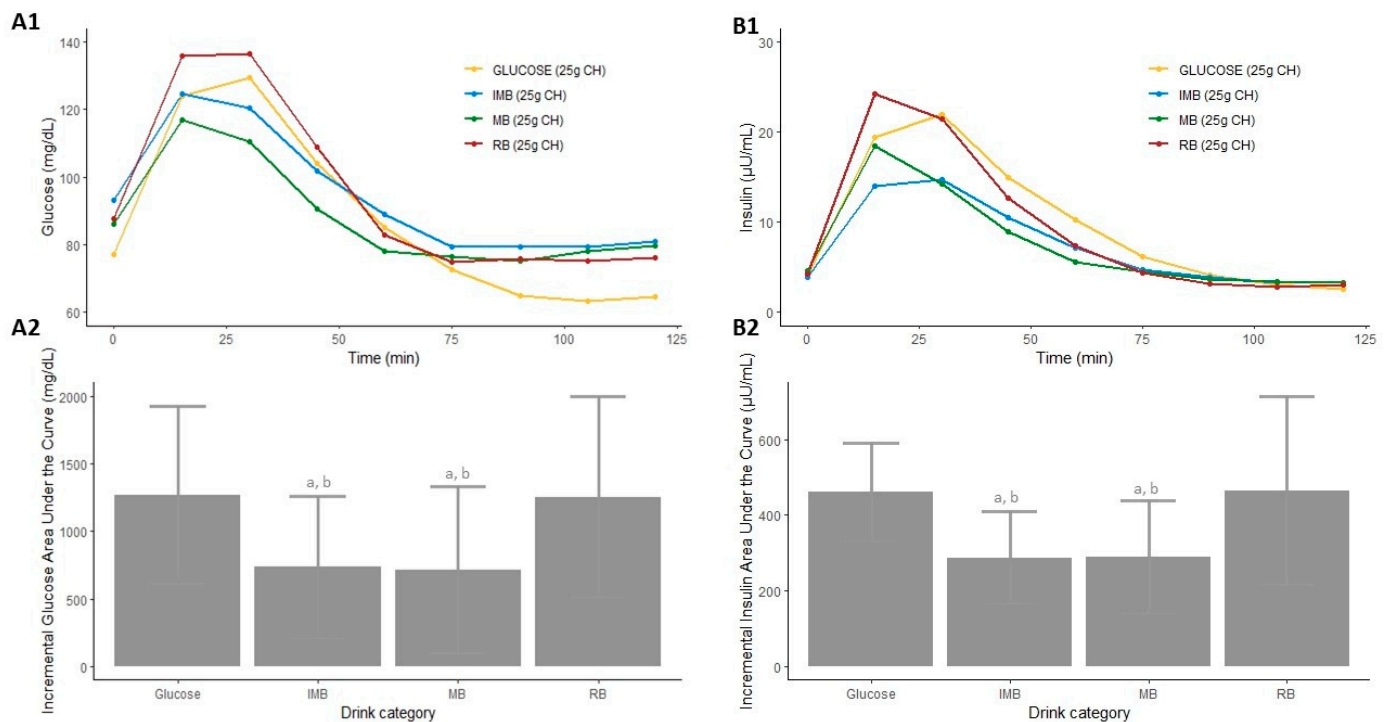 A1
Glucose (mg/dL)
140
120
100
80
60
GLUCOSE (25g CH)
IMB (25g CH)
MB (25g CH)
RB (25g CH)
0
25
50
75
100
125
Time (min)
B1
Insulin (µU/mL)
30
20
10
0
GLUCOSE (25g CH)
IMB (25g CH)
MB (25g CH)
RB (25g CH)
0
25
50
75
100
125
Time (min)
A2
Incremental Glucose Area Under the Curve (mg/dL)
2000
1500
1000
500
0
a, b
a, b
Glucose
IMB
MB
RB
Drink category
B2
Incremental Insulin Area Under the Curve (µU/mL)
600
400
200
0
a, b
a, b
Glucose
IMB
MB
RB
Drink category